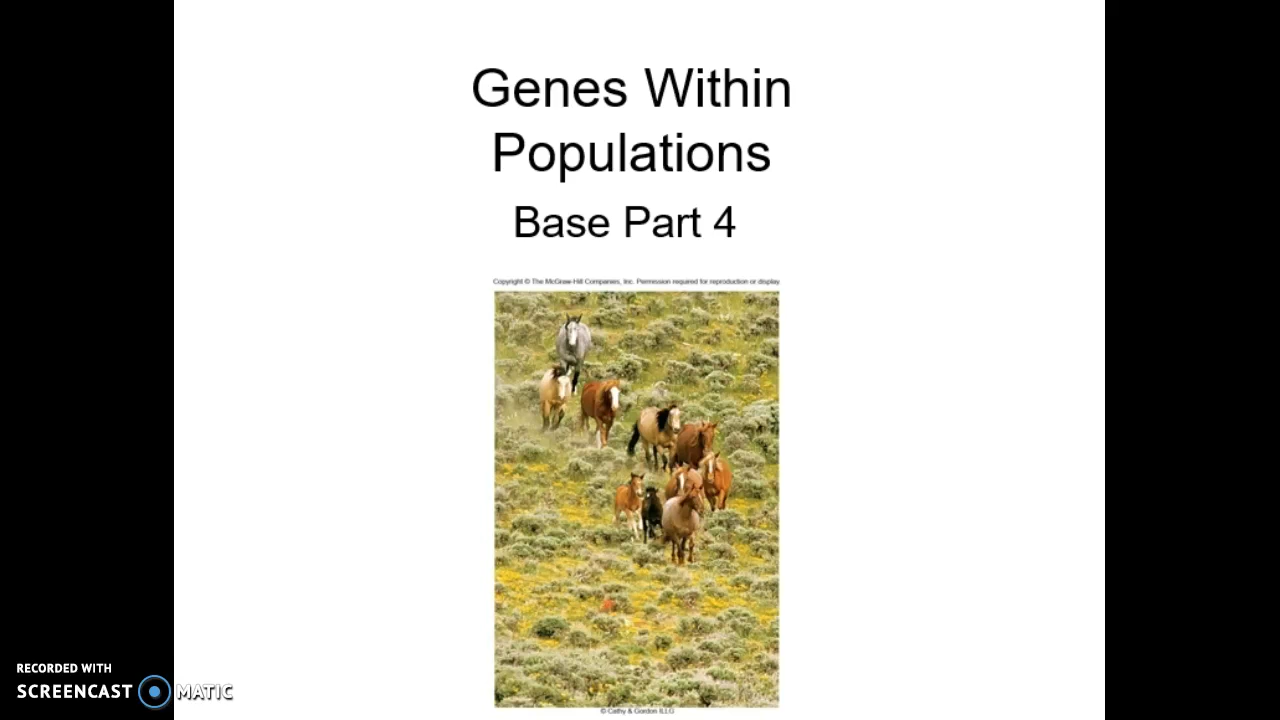 Genes Within
Populations
Base Part 4
Copyright © The McGraw-Hill Companies, Inc. Permission required for reproduction or display
© Cathy & Gordon ILLG
RECORDED WITH
SCREENCAST MATIC